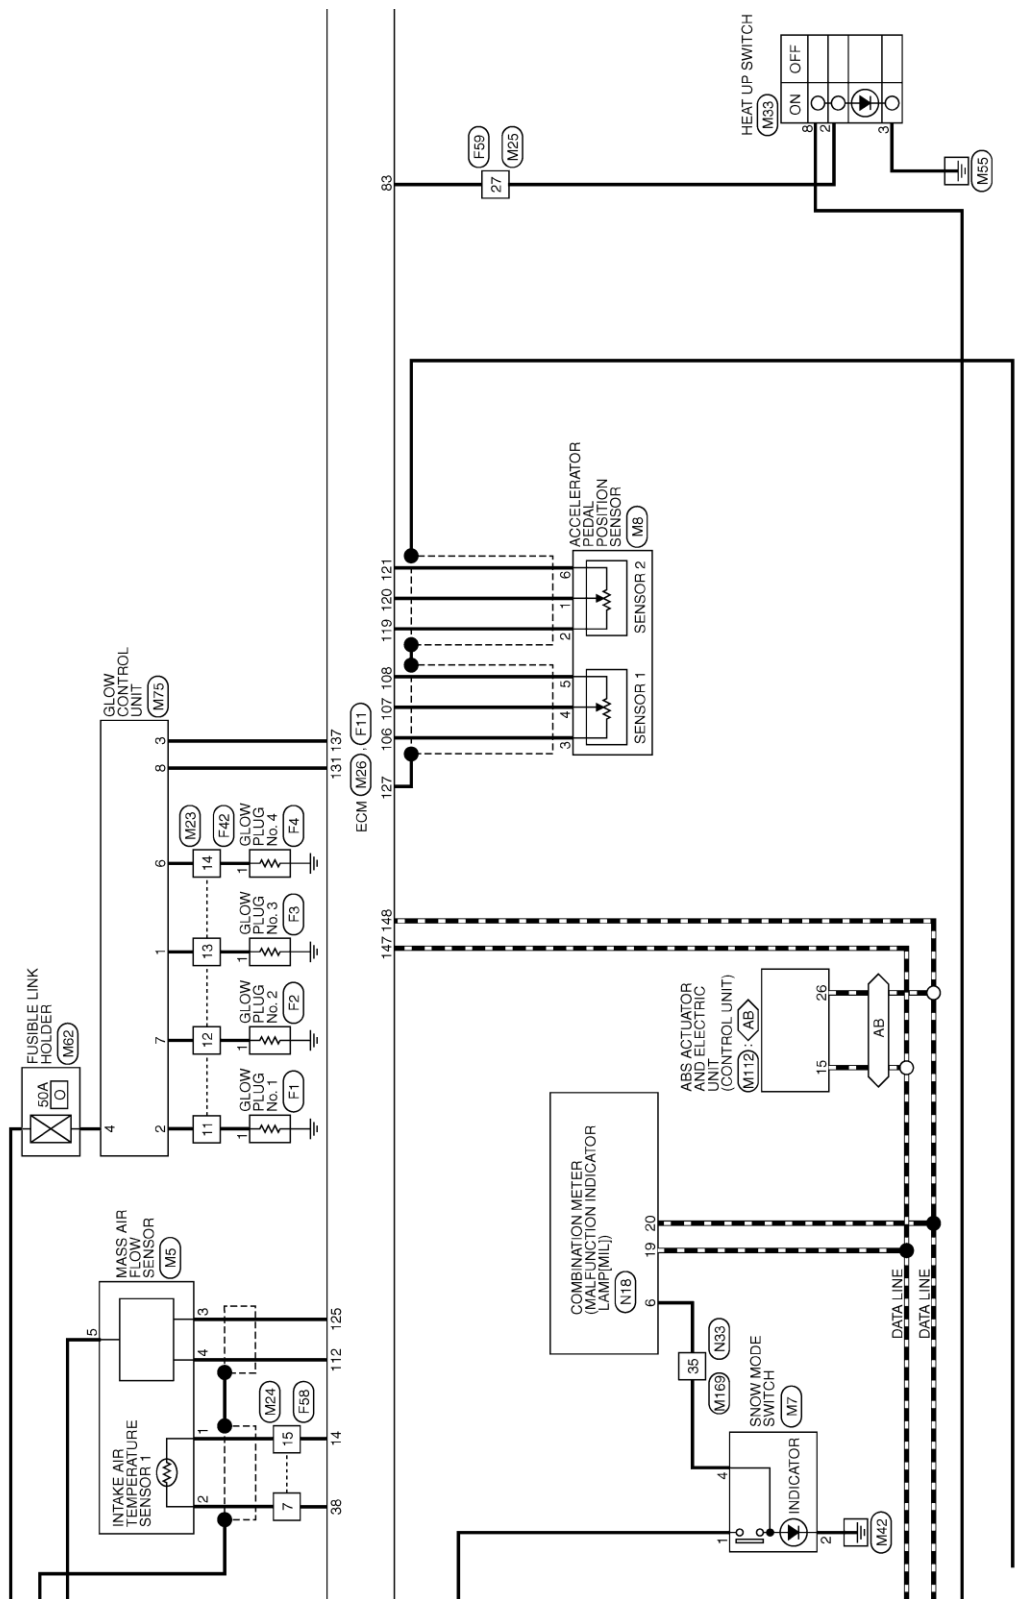 FUSIBLE LINK
HOLDER
M62
50A
O
4
GLOW
CONTROL
UNIT
M75
2
7
1
6
8
3
11
12
13
14
M23
F42
1
GLOW
PLUG
No. 1
F1
1
GLOW
PLUG
No. 2
F2
1
GLOW
PLUG
No. 3
F3
1
GLOW
PLUG
No. 4
F4
MASS AIR
FLOW
SENSOR
M5
5
INTAKE AIR
TEMPERATURE
SENSOR 1
2
1
4
3
7
15
M24
F58
38
14
112
125
131
137
ECM M26 , F11
147
148
127
106
107
108
119
120
121
83
3
4
5
2
1
6
SENSOR 1
SENSOR 2
ACCELERATOR
PEDAL
POSITION
SENSOR
M8
27
F59
M25
HEAT UP SWITCH
M33
ON
OFF
8
2
3
M55
ABS ACTUATOR
AND ELECTRIC
UNIT
(CONTROL UNIT)
M112 : AB
15
26
AB
COMBINATION METER
(MALFUNCTION INDICATOR
LAMP[MIL])
N18
6
19
20
35
M169
N33
SNOW MODE
SWITCH
M7
1
4
INDICATOR
2
M42
DATA LINE
DATA LINE